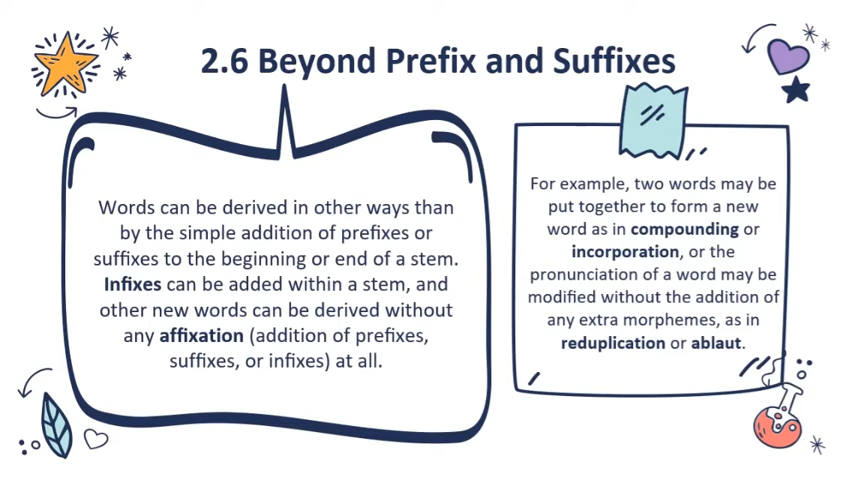 2.6 Beyond Prefix and Suffixes
Words can be derived in other ways than
by the simple addition of prefixes or
suffixes to the beginning or end of a stem.
Infixes can be added within a stem, and
other new words can be derived without
any affixation (addition of prefixes,
suffixes, or infixes) at all.
For example, two words may be
put together to form a new
word as in compounding or
incorporation, or the
pronunciation of a word may be
modified without the addition of
any extra morphemes, as in
reduplication or ablaut.